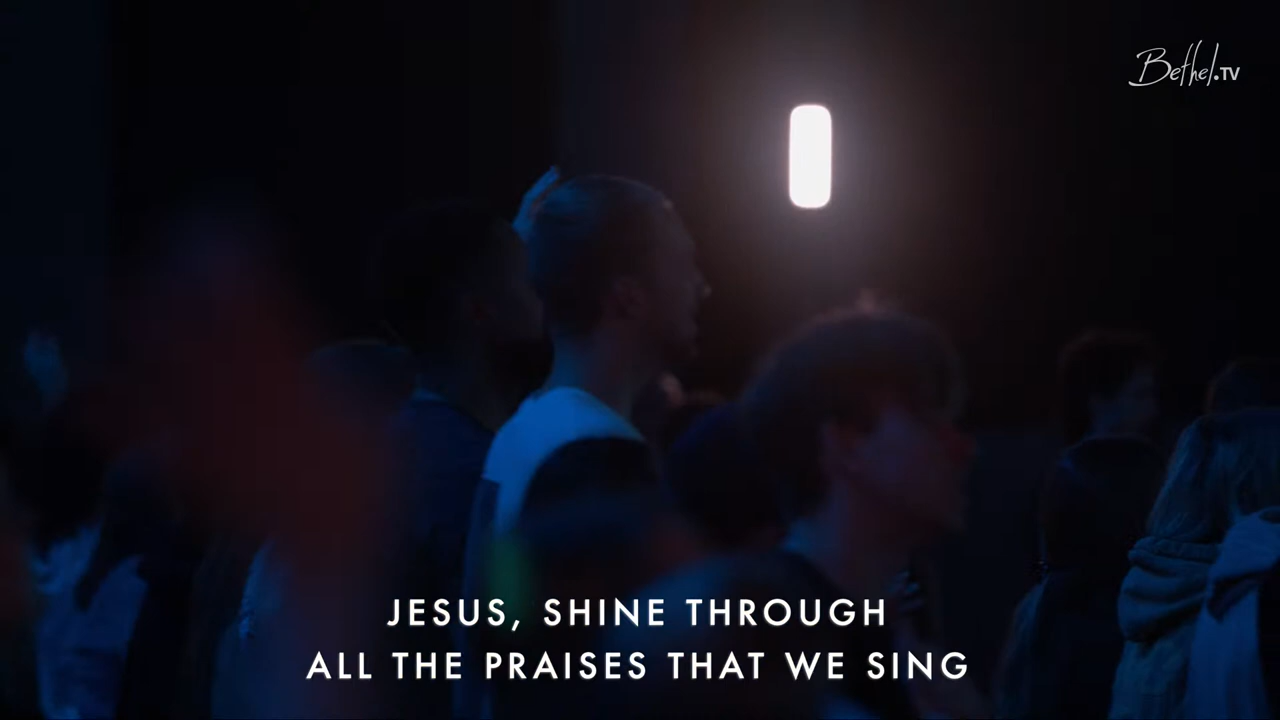 Bethel.TV
JESUS, SHINE THROUGH
ALL THE PRAISES THAT WE SING